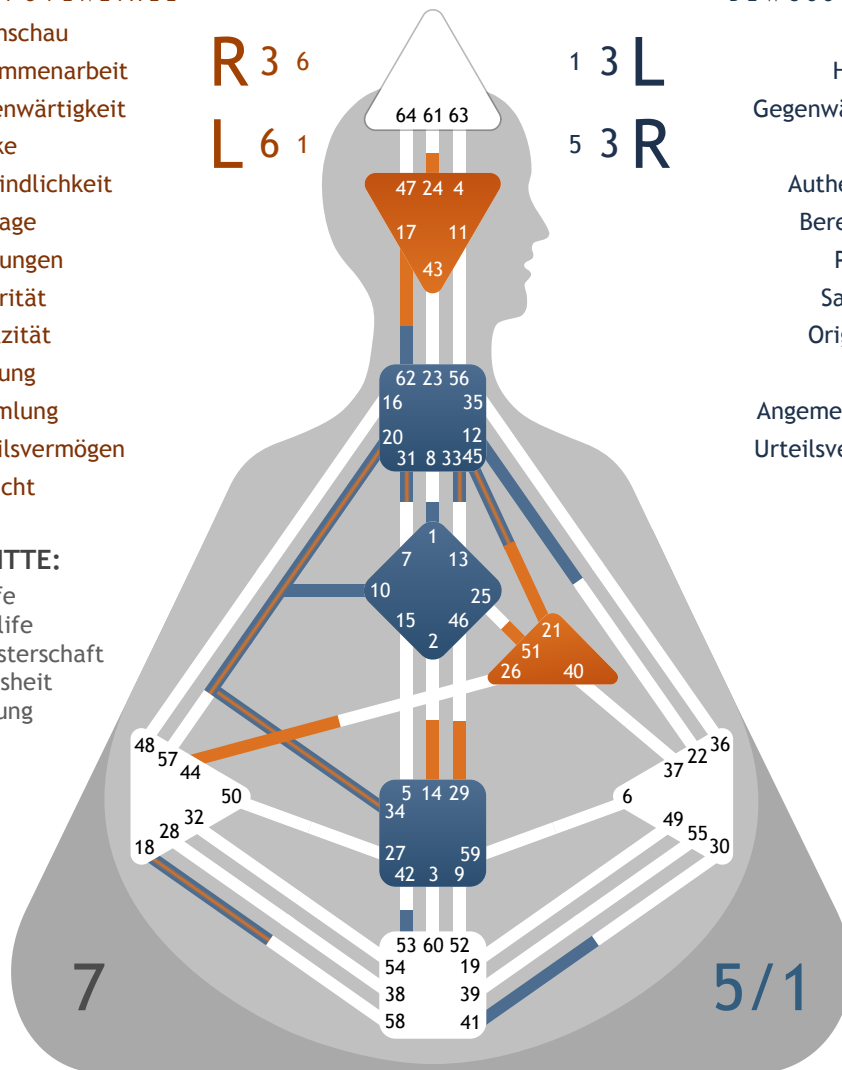 nschau
mmenarbeit
enwärtigkeit
ke
indlichkeit
age
ungen
rität
zität
ung
mlung
ilsvermögen
cht
ITTE:
fe
life
sterschaft
sheit
ung
R 3 6
L 6 1
1 3 L
5 3 R
H
Gegenwä
Authe
Bere
P
Sa
Orig
Angeme
Urteilsve
64 61 63
47 24 4
17 11
43
62 23 56
16 35
20 12
31 8 33 45
1
7 13
10 25
15 46
2
21
51
26 40
48
57
44
50
32
28
18
36
22
37
6
49
55
30
5 14 29
34
27 59
42 3 9
53 60 52
54 19
38 39
58 41
7
5/1